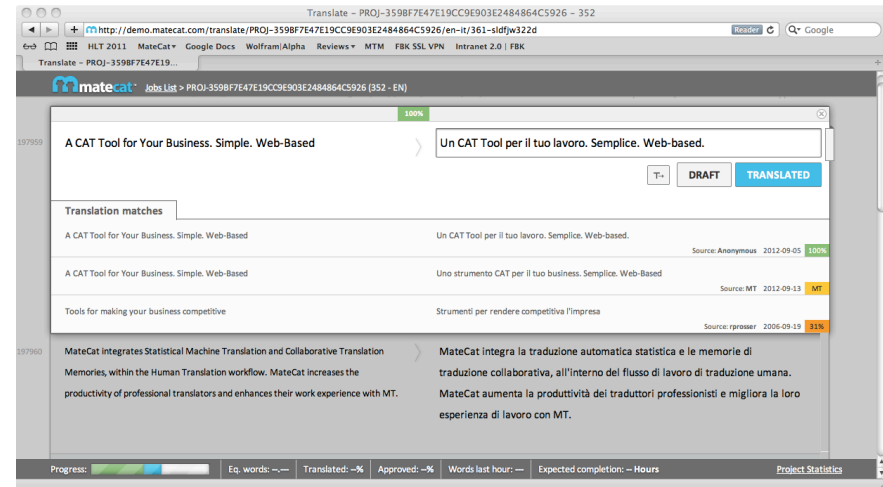 Translate – PROJ-359BF7E47E1CC9E903E2484864C5926 – 352
http://demo.matecat.com/translate/PROJ-359BF7E47E19CC9E903E2484864C5926/en-it/361-sldfjw322d
Reader
Google
HLT 2011 MateCat Google Docs Wolfram|Alpha Reviews MTM FBK SSL VPN Intranet 2.0 | FBK
Translate – PROJ-359BF7E47E19...
matecat Jobs List > PROJ-359BF7E47E19CC9E903E2484864C5926 (352 - EN)
100%
197959
A CAT Tool for Your Business. Simple. Web-Based
Un CAT Tool per il tuo lavoro. Semplice. Web-based.
T→ DRAFT TRANSLATED
Translation matches
A CAT Tool for Your Business. Simple. Web-Based
Un CAT Tool per il tuo lavoro. Semplice. Web-based.
Source: Anonymous 2012-09-05 100%
A CAT Tool for Your Business. Simple. Web-Based
Uno strumento CAT per il tuo business. Semplice. Web-Based
Source: MT 2012-09-13 MT
Tools for making your business competitive
Strumenti per rendere competitiva l'impresa
Source: rprosser 2006-09-19 31%
197960
MateCat integrates Statistical Machine Translation and Collaborative Translation
Memories, within the Human Translation workflow. MateCat increases the
productivity of professional translators and enhances their work experience with MT.
MateCat integra la traduzione automatica statistica e le memorie di
traduzione collaborativa, all'interno del flusso di lavoro di traduzione umana.
MateCat aumenta la produttività dei traduttori professionisti e migliora la loro
esperienza di lavoro con MT.
Progress: Eq. words: --.--- Translated: --% Approved: --% Words last hour: --- Expected completion: -- Hours Project Statistics